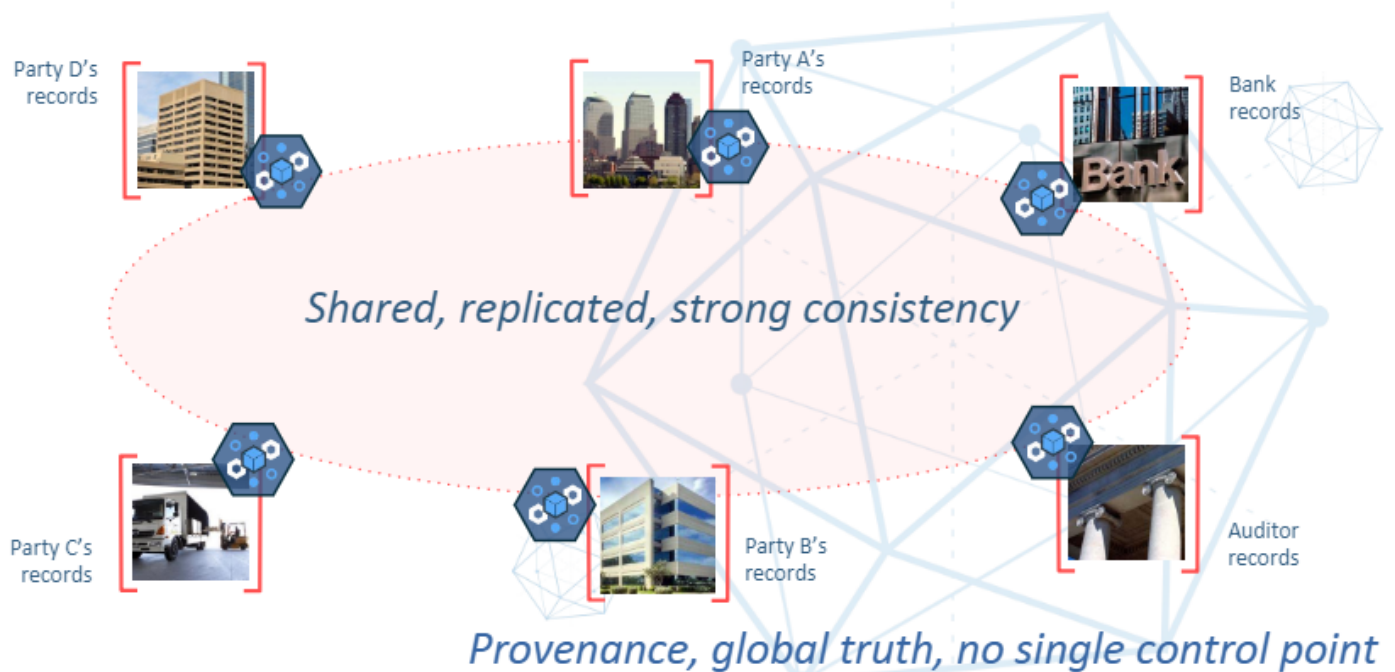 Party D's
records
Party A's
records
Bank
records
Bank
Shared, replicated, strong consistency
Party C's
records
Party B's
records
Auditor
records
Provenance, global truth, no single control point